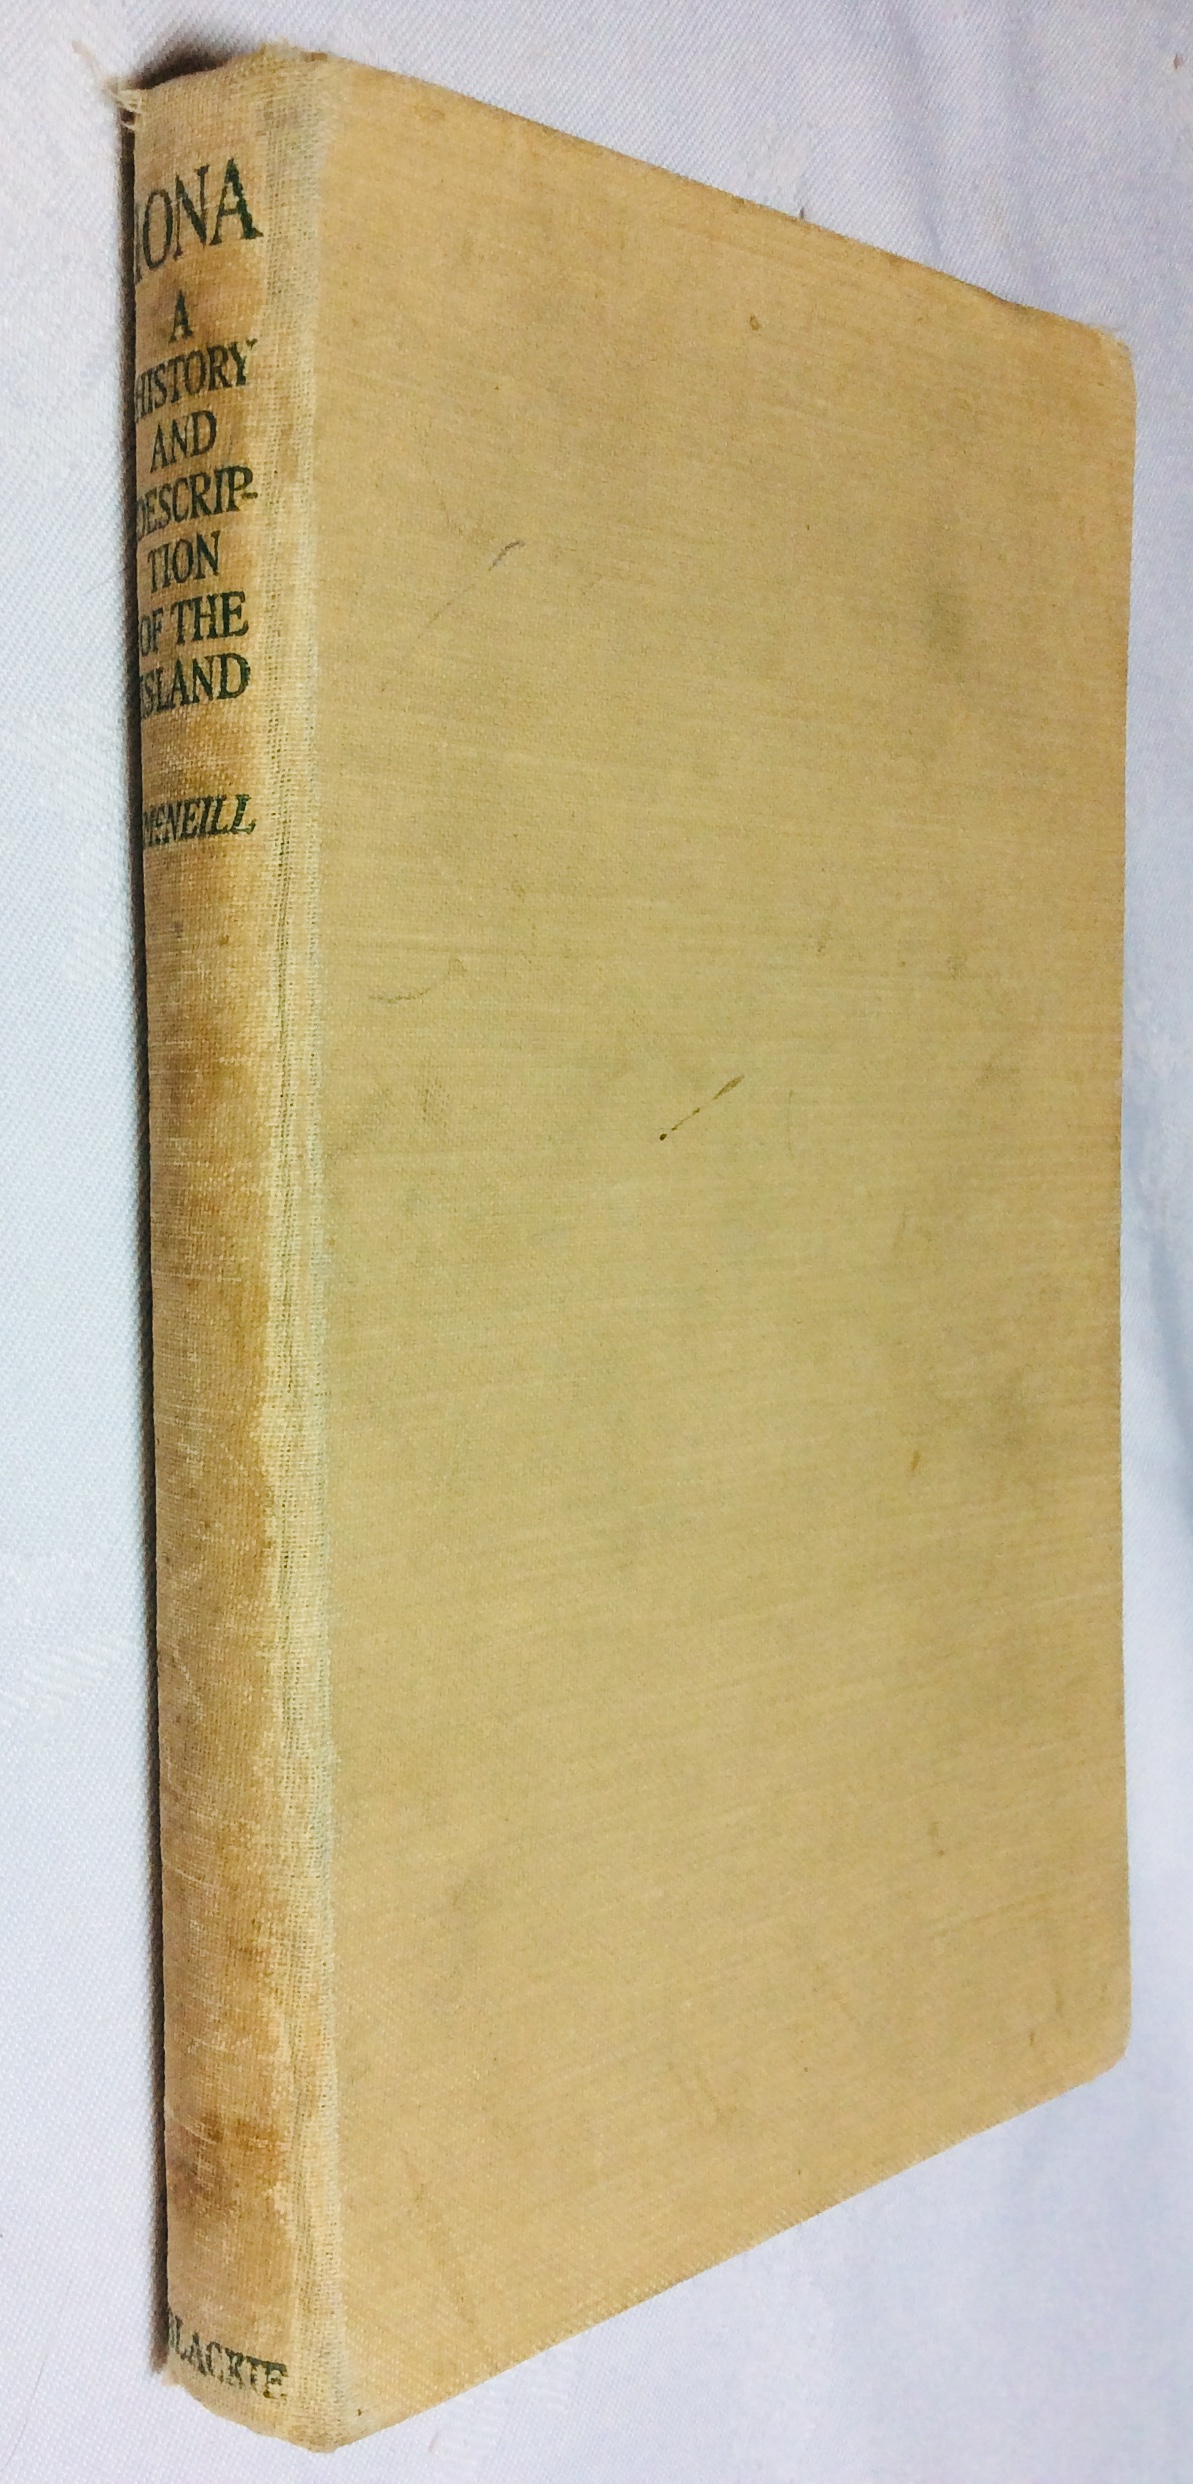 IONA
A
HISTORY
AND
DESCRIP-
TION
OF THE
ISLAND
McNEILL
BLACKIE